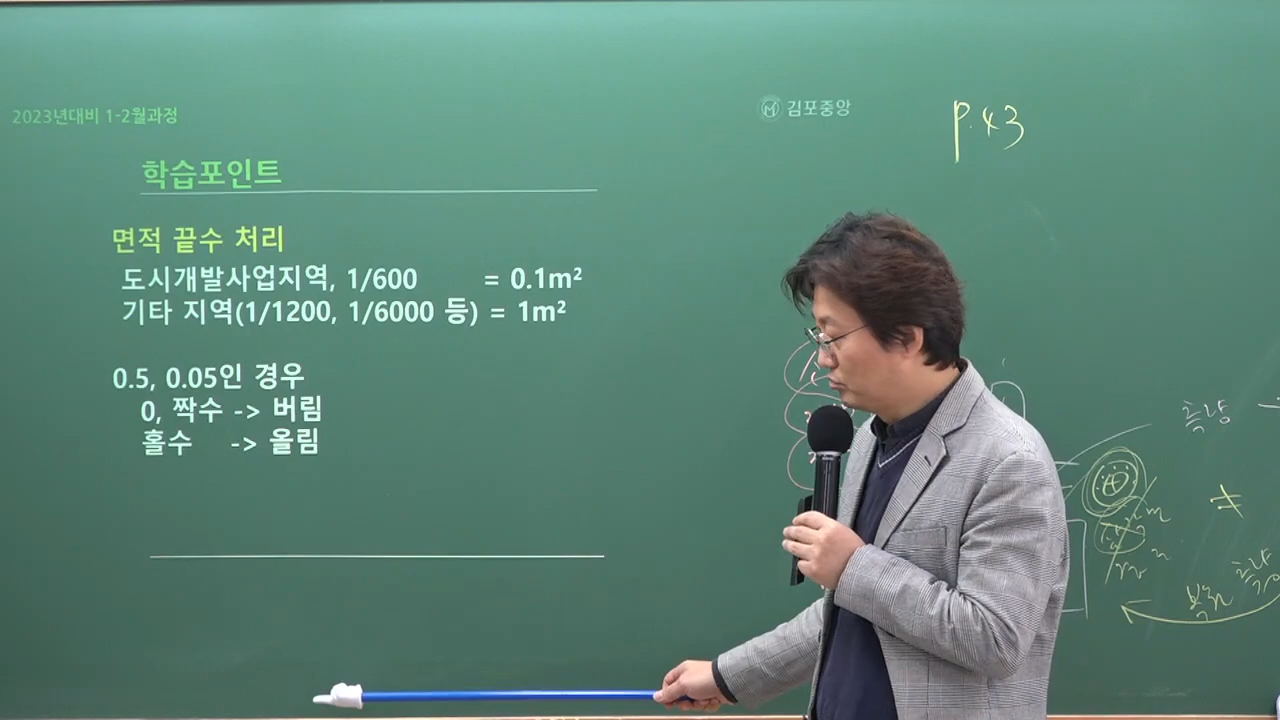 2023년대비 1-2월과정
김포중앙
p.43
학습포인트
면적 끝수 처리
도시개발사업지역, 1/600 = 0.1m²
기타 지역(1/1200, 1/6000 등) = 1m²
0.5, 0.05인 경우
0, 짝수 -> 버림
홀수 -> 올림
측량
≠
측량